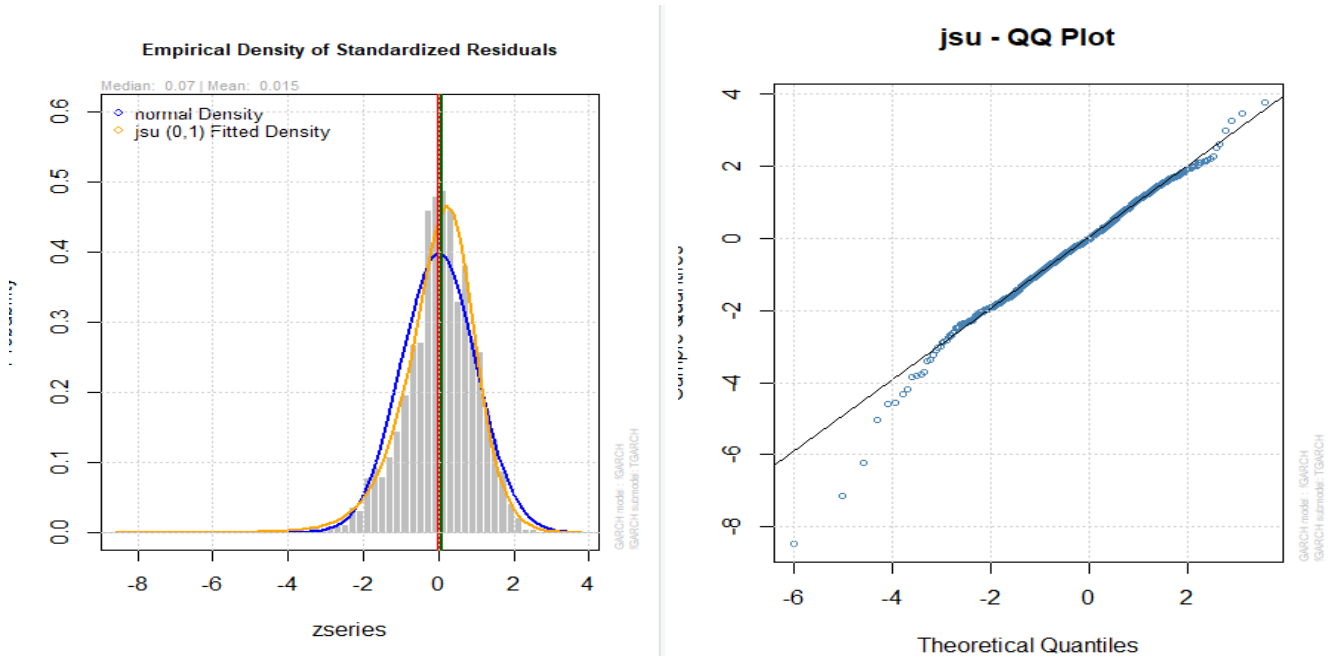 Empirical Density of Standardized Residuals
Median: 0.07 | Mean: 0.015
normal Density
jsu (0,1) Fitted Density
0.6
0.5
0.4
0.3
0.2
0.1
0.0
-8 -6 -4 -2 0 2 4
zseries
GARCH model : fGARCH
fGARCH submodel: TGARCH
jsu - QQ Plot
4
2
0
-2
-4
-6
-8
-6 -4 -2 0 2
Theoretical Quantiles
GARCH model : fGARCH
fGARCH submodel: TGARCH